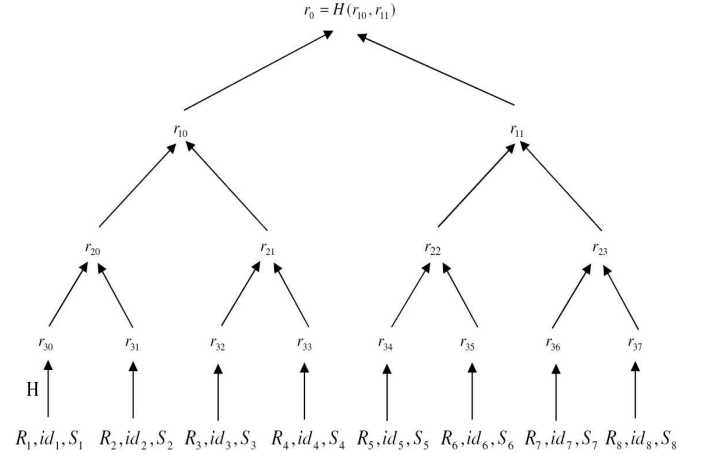 r₀ = H(r₁₀, r₁₁)
r₁₀ r₁₁
r₂₀ r₂₁ r₂₂ r₂₃
r₃₀ r₃₁ r₃₂ r₃₃ r₃₄ r₃₅ r₃₆ r₃₇
H
R₁,id₁,S₁ R₂,id₂,S₂ R₃,id₃,S₃ R₄,id₄,S₄ R₅,id₅,S₅ R₆,id₆,S₆ R₇,id₇,S₇ R₈,id₈,S₈